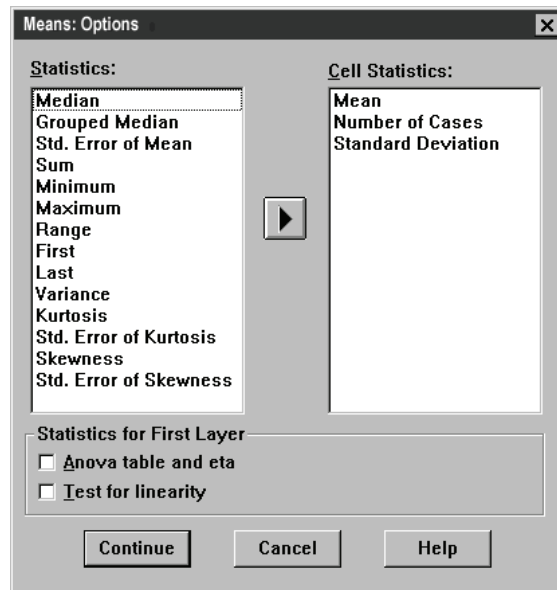 Means: Options
Statistics:
Median
Grouped Median
Std. Error of Mean
Sum
Minimum
Maximum
Range
First
Last
Variance
Kurtosis
Std. Error of Kurtosis
Skewness
Std. Error of Skewness
Cell Statistics:
Mean
Number of Cases
Standard Deviation
Statistics for First Layer
Anova table and eta
Test for linearity
Continue
Cancel
Help